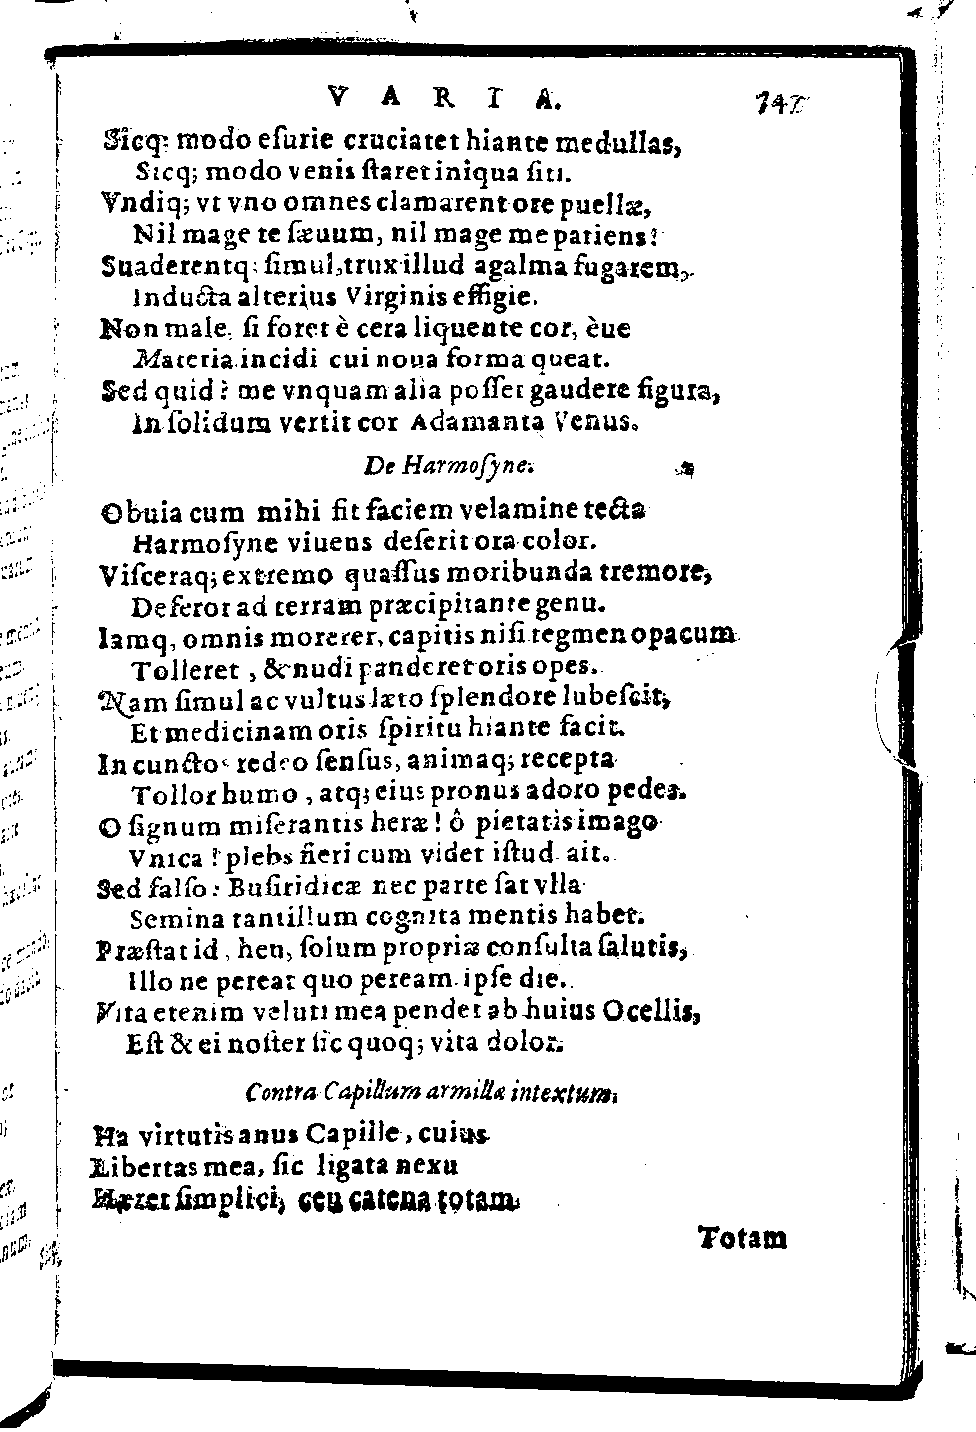 VARIA. 147
Sicq; modo eſurie cruciatet hiante medullas,
Sicq; modo venis ſtaret iniqua ſiti.
Vndiq; vt vno omnes clamarent ore puellæ,
Nil mage te ſæuum, nil mage me patiens!
Suaderentq; ſimul, trux illud agalma fugarem,
Inducta alterius Virginis effigie.
Non male, ſi foret è cera liquente cor, èue
Materia incidi cui noua forma queat.
Sed quid? me vnquam alia poſſet gaudere figura,
In ſolidum vertit cor Adamanta Venus.
De Harmoſyne.
Obuia cum mihi fit faciem velamine tecta
Harmoſyne viuens deſerit ora color.
Viſceraq; extremo quaſſus moribunda tremore,
Deferor ad terram præcipitante genu.
Iamq, omnis morerer, capitis niſi tegmen opacum
Tolleret, & nudi panderet oris opes.
Nam ſimul ac vultus læto ſplendore lubeſcit,
Et medicinam oris ſpiritu hiante facit.
In cunctos redeo ſenſus, animaq; recepta
Tollor humo, atq; eius pronus adoro pedes.
O ſignum miſerantis heræ! ô pietatis imago
Vnica! plebs fieri cum videt iſtud ait.
Sed falſo: Buſiridicæ nec parte ſat vlla
Semina tantillum cognita mentis habet.
Præſtat id, heu, ſolum propriæ conſulta ſalutis,
Illo ne pereat quo peream ipſe die.
Vita etenim veluti mea pendet ab huius Ocellis,
Eſt & ei noſter ſic quoq; vita dolor.
Contra Capillum armillæ intextum.
Ha virtutis anus Capille, cuius
Libertas mea, ſic ligata nexu
Hæret ſimplici, ceu catena totam
Totam